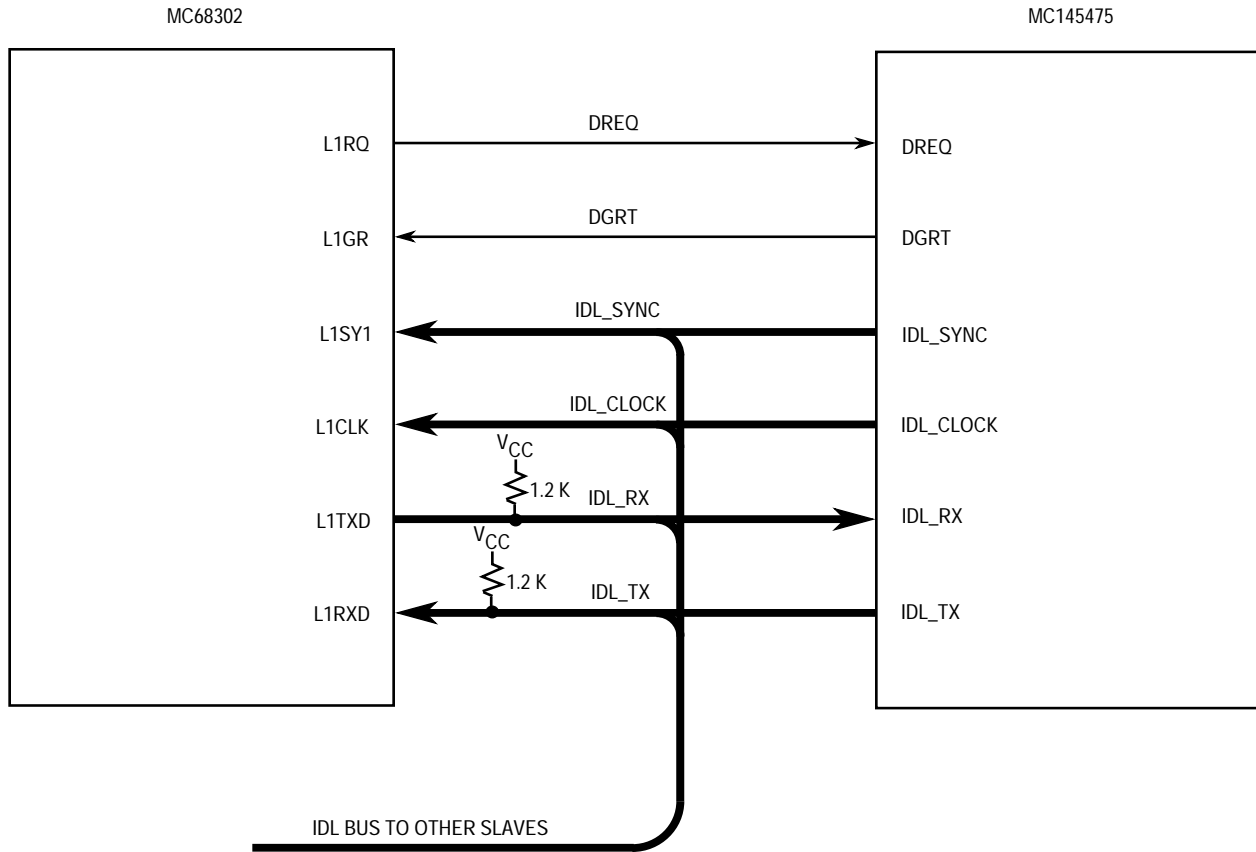 MC68302
MC145475
L1RQ
DREQ
DREQ
L1GR
DGRT
DGRT
L1SY1
IDL_SYNC
IDL_SYNC
L1CLK
IDL_CLOCK
IDL_CLOCK
VCC
1.2 K
L1TXD
IDL_RX
IDL_RX
VCC
1.2 K
L1RXD
IDL_TX
IDL_TX
IDL BUS TO OTHER SLAVES